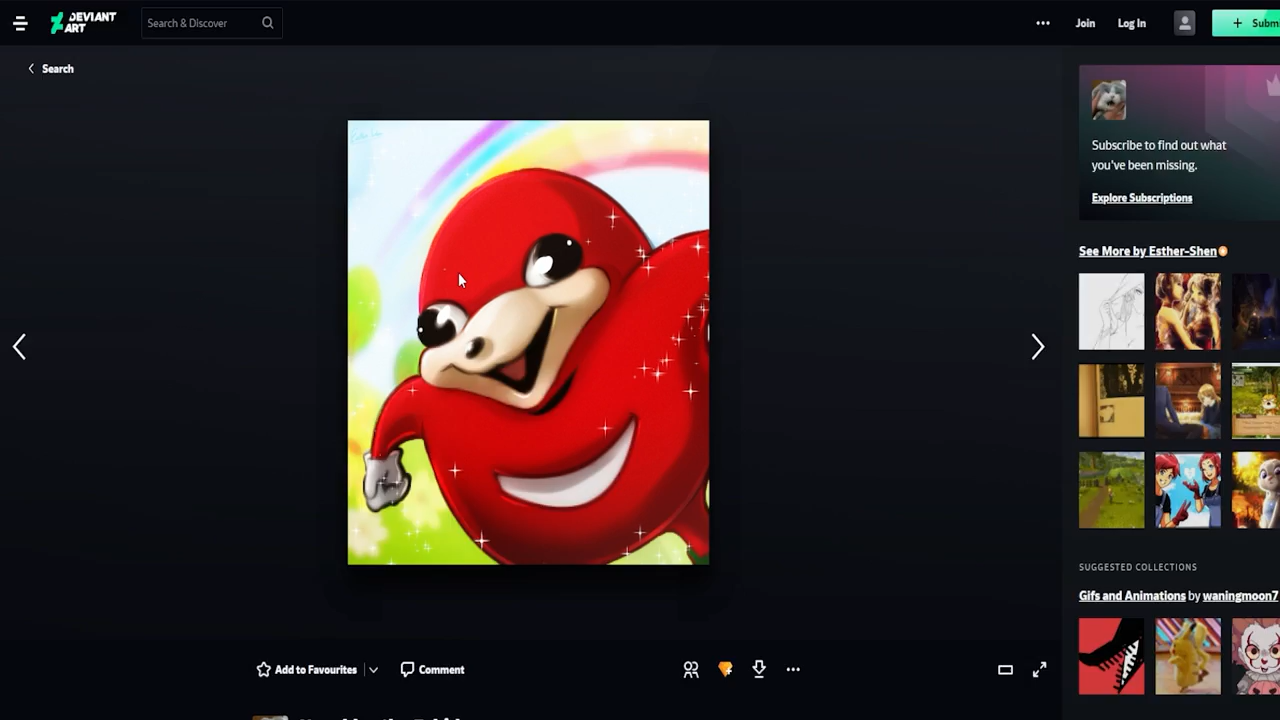 DEVIANT
ART
Search & Discover
Join
Log In
Search
Subscribe to find out what
you've been missing.
Explore Subscriptions
See More by Esther-Shen
SUGGESTED COLLECTIONS
Gifs and Animations by waningmoon7
Add to Favourites
Comment